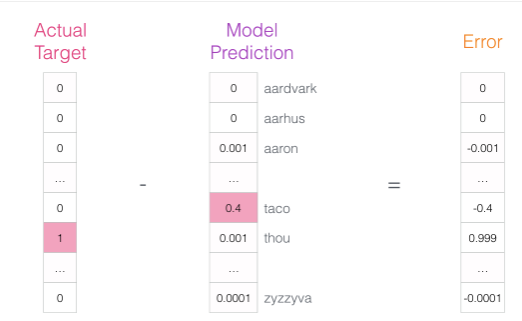 Actual
Target
Model
Prediction
Error
0 0 aardvark 0
0 0 aarhus 0
0 0.001 aaron -0.001
... ... ...
- =
0 0.4 taco -0.4
1 0.001 thou 0.999
... ... ...
0 0.0001 zyzzyva -0.0001